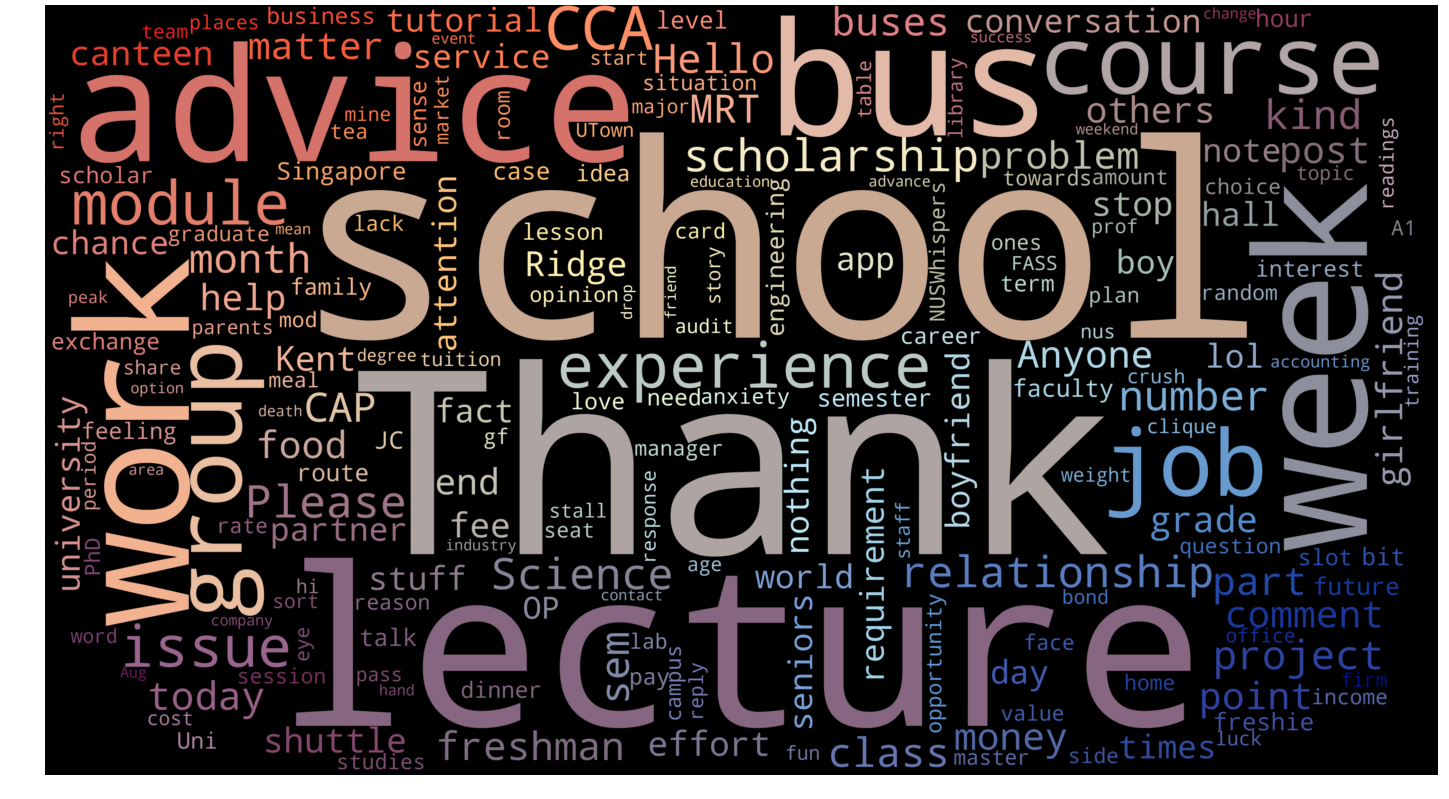 team places business tutorial CCA level buses conversation change hour
canteen matter event service start Hello success
advice bus course
right mine tea sense market room situation major MRT UTown table library others weekend kind
scholar Singapore case idea scholarship problem note post
education advance towards amount choice topic readings
module lack attention lesson card engineering NUSWhispers stop prof hall A1
school
chance graduate mean month Ridge story app ones FASS term boy interest week
peak help family opinion drop friend plan random
work parents mod audit career nus girlfriend
exchange Kent degree tuition experience Anyone lol accounting training
share option meal love need anxiety semester boyfriend faculty crush number
group death CAP fact Thank clique
university feeling food JC gf manager nothing job
period area route end response requirement weight
PhD Please stall grade
rate partner fee seat staff
industry question
hi stuff Science age world relationship slot bit
sort reason OP contact seniors opportunity bond part future
company comment
word issue eye talk sem lab campus face office project
Aug session pass lecture pay reply day home firm
today hand dinner point income
cost value freshie
Uni shuttle freshman effort fun class money times luck
studies master side